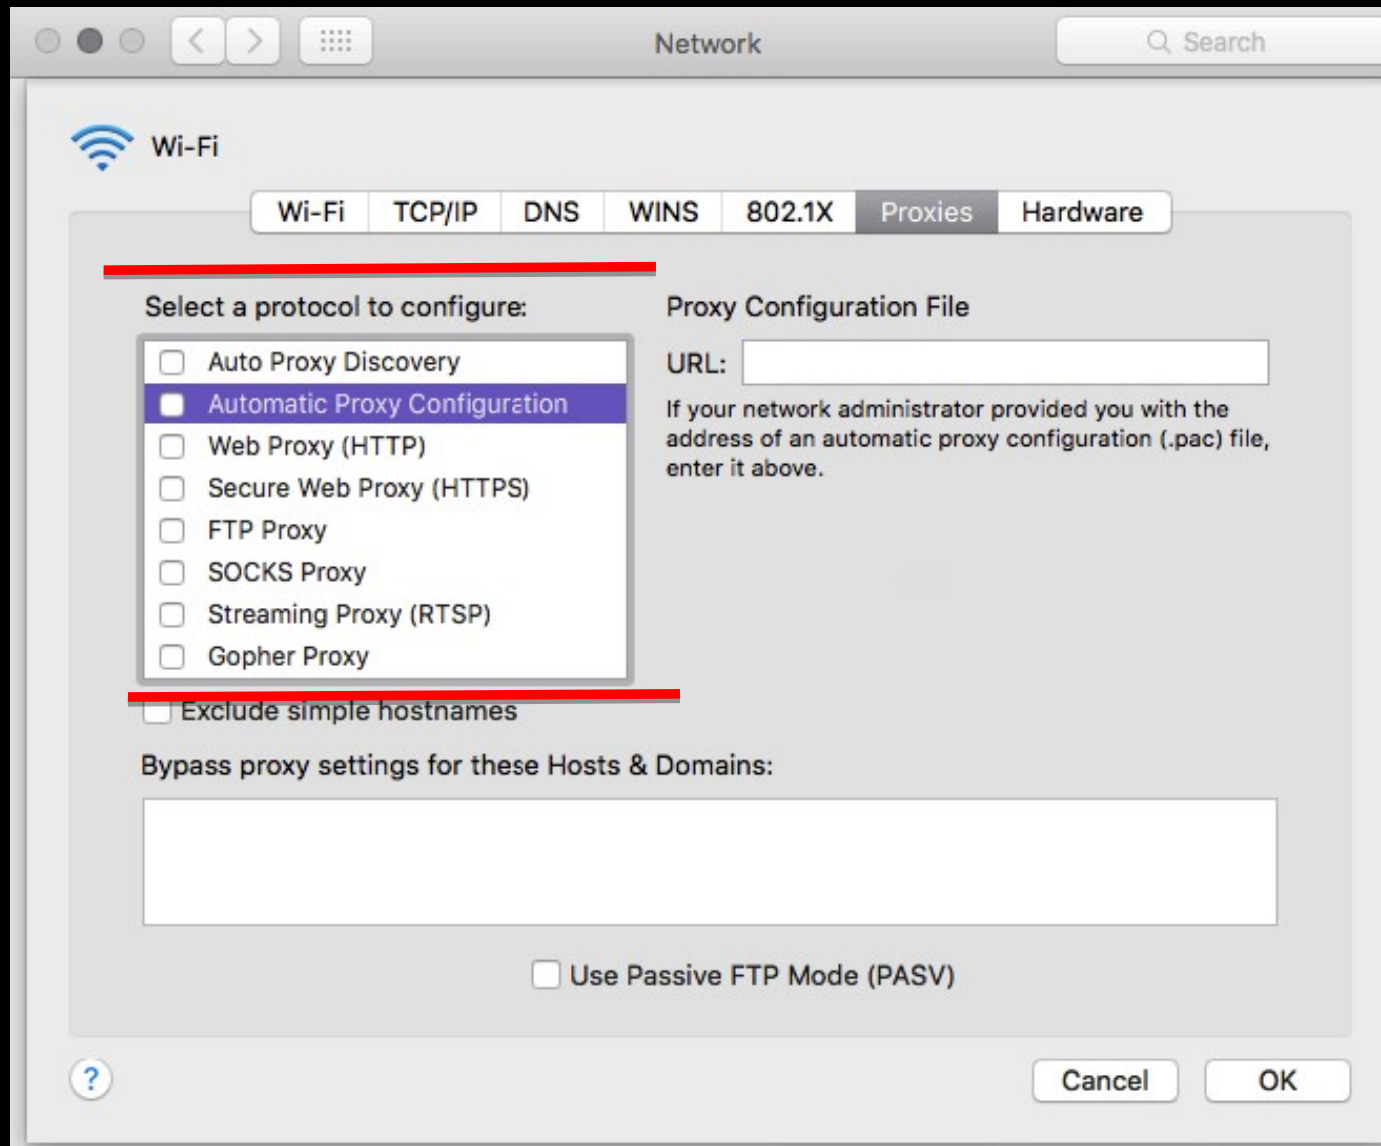 Network
Search
Wi-Fi
Wi-Fi TCP/IP DNS WINS 802.1X Proxies Hardware
Select a protocol to configure:
Auto Proxy Discovery
Automatic Proxy Configuration
Web Proxy (HTTP)
Secure Web Proxy (HTTPS)
FTP Proxy
SOCKS Proxy
Streaming Proxy (RTSP)
Gopher Proxy
Proxy Configuration File
URL:
If your network administrator provided you with the
address of an automatic proxy configuration (.pac) file,
enter it above.
Exclude simple hostnames
Bypass proxy settings for these Hosts & Domains:
Use Passive FTP Mode (PASV)
?
Cancel OK